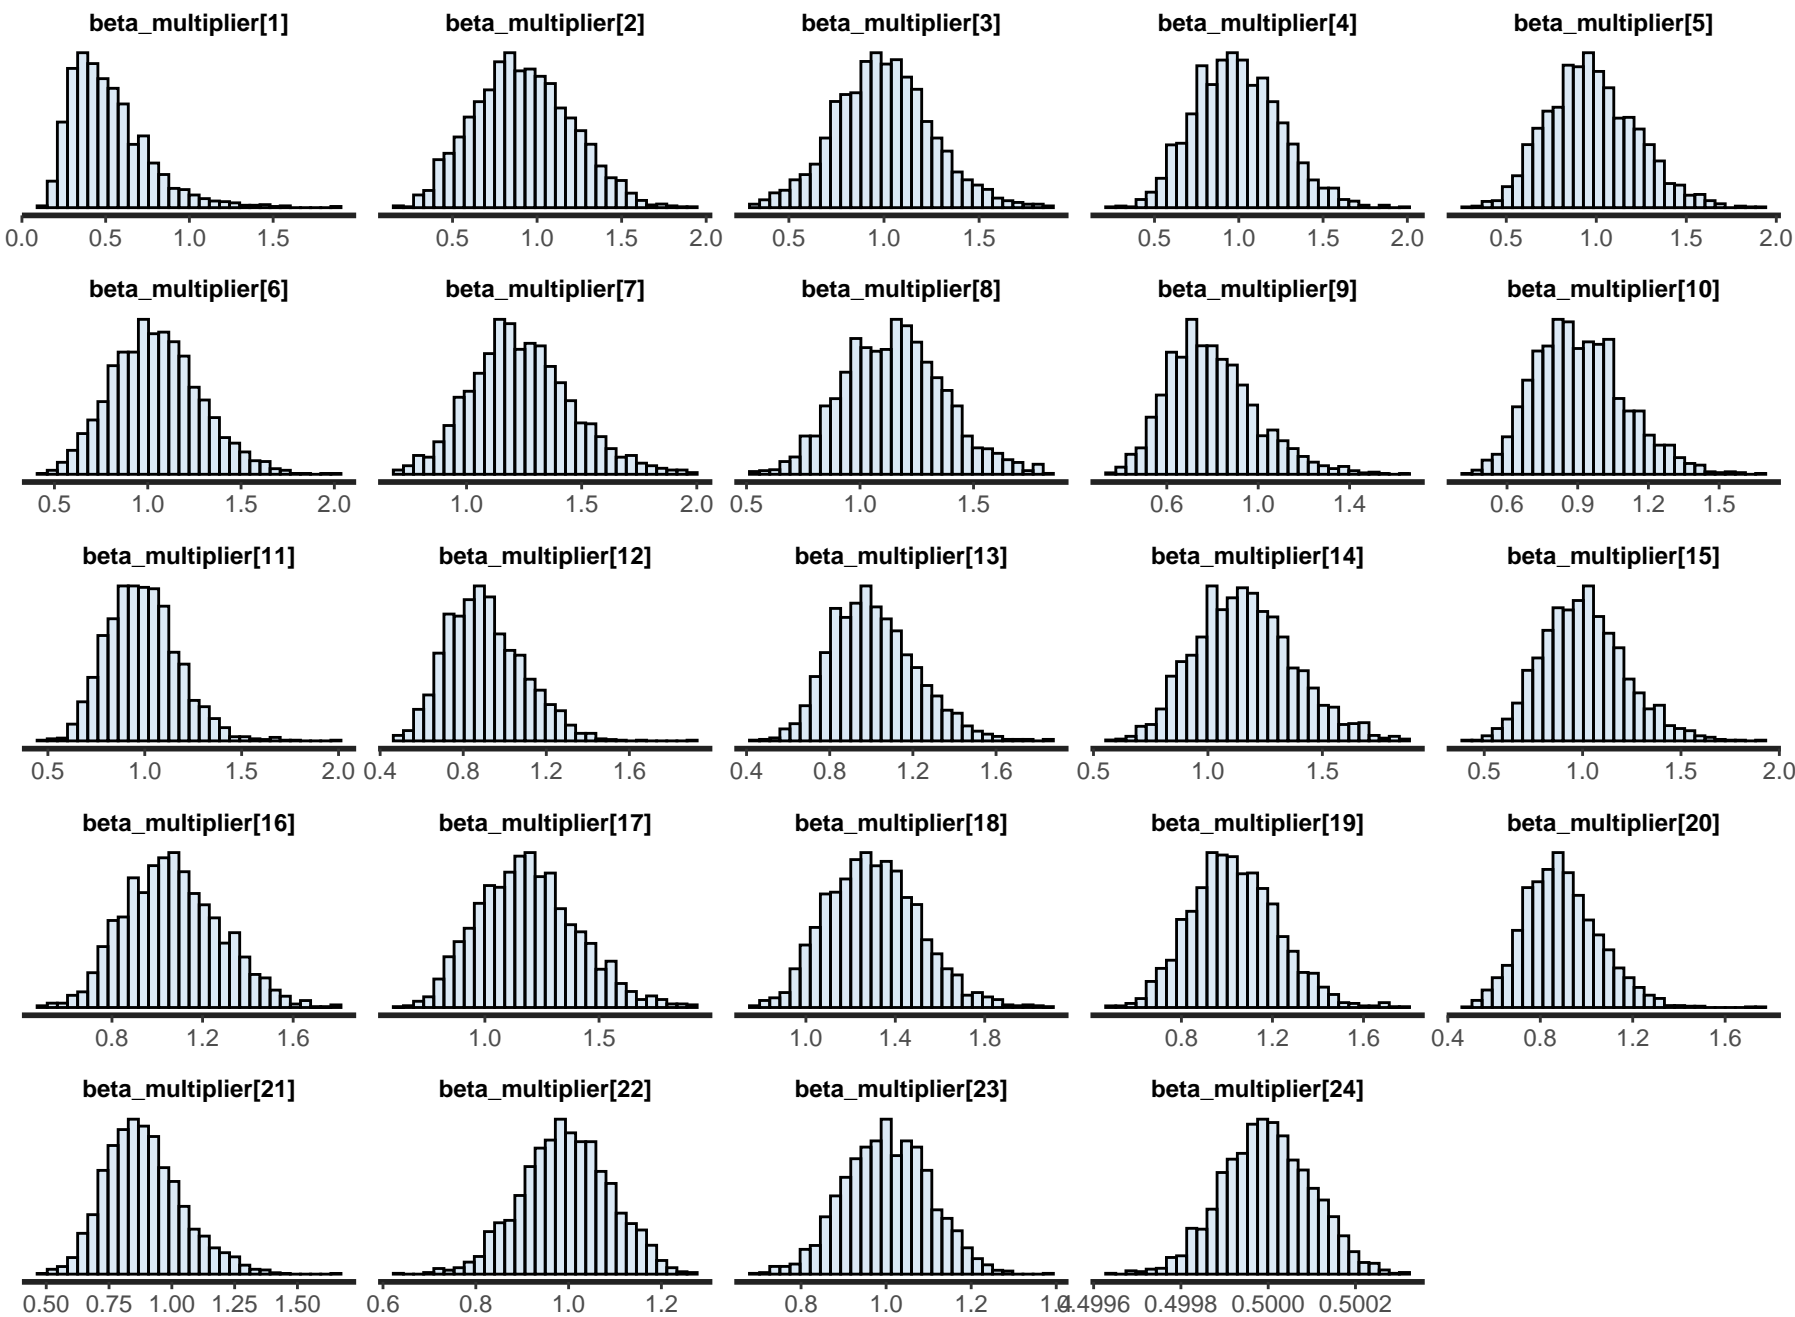 beta_multiplier[1] beta_multiplier[2] beta_multiplier[3] beta_multiplier[4] beta_multiplier[5]
0.0 0.5 1.0 1.5 0.5 1.0 1.5 2.0 0.5 1.0 1.5 0.5 1.0 1.5 2.0 0.5 1.0 1.5 2.0
beta_multiplier[6] beta_multiplier[7] beta_multiplier[8] beta_multiplier[9] beta_multiplier[10]
0.5 1.0 1.5 2.0 1.0 1.5 2.0 0.5 1.0 1.5 0.6 1.0 1.4 0.6 0.9 1.2 1.5
beta_multiplier[11] beta_multiplier[12] beta_multiplier[13] beta_multiplier[14] beta_multiplier[15]
0.5 1.0 1.5 2.0 0.4 0.8 1.2 1.6 0.4 0.8 1.2 1.6 0.5 1.0 1.5 0.5 1.0 1.5 2.0
beta_multiplier[16] beta_multiplier[17] beta_multiplier[18] beta_multiplier[19] beta_multiplier[20]
0.8 1.2 1.6 1.0 1.5 1.0 1.4 1.8 0.8 1.2 1.6 0.4 0.8 1.2 1.6
beta_multiplier[21] beta_multiplier[22] beta_multiplier[23] beta_multiplier[24]
0.50 0.75 1.00 1.25 1.50 0.6 0.8 1.0 1.2 0.8 1.0 1.2 1.4 0.4996 0.4998 0.5000 0.5002